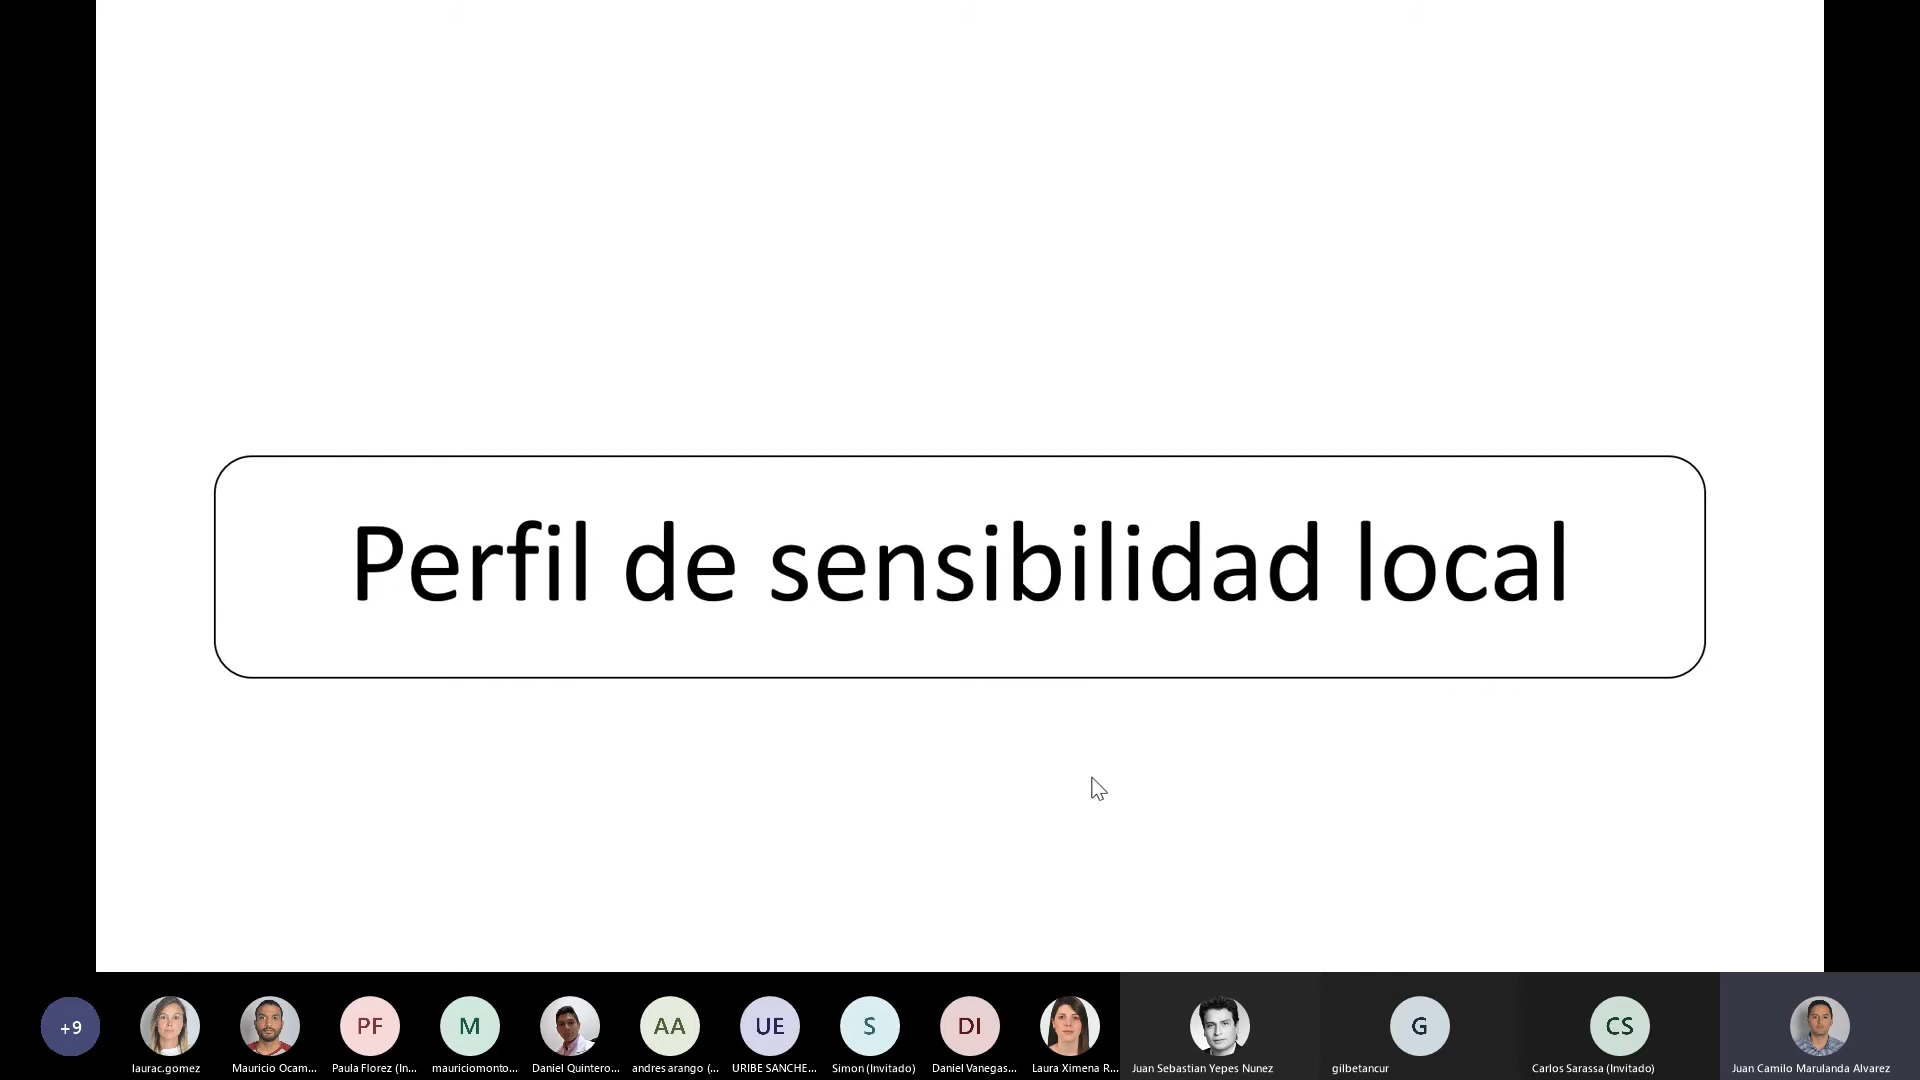 Perfil de sensibilidad local
+9
PF
M
AA
UE
S
DI
G
CS
laurac.gomez
Mauricio Ocam...
Paula Florez (In...
mauriciomonto...
Daniel Quintero...
andres arango (...
URIBE SANCHE...
Simon (Invitado)
Daniel Vanegas...
Laura Ximena R...
Juan Sebastian Yepes Nunez
gilbetancur
Carlos Sarassa (Invitado)
Juan Camilo Marulanda Alvarez